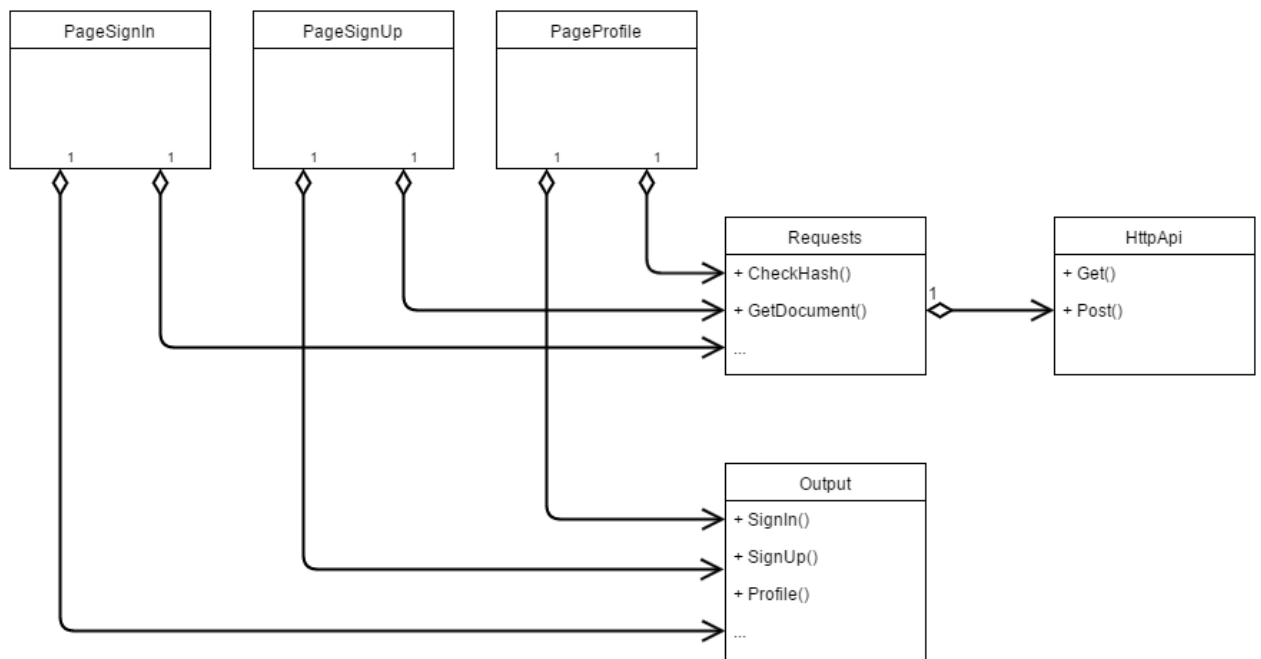 PageSignIn
PageSignUp
PageProfile
1
1
1
1
1
1
Requests
+ CheckHash()
+ GetDocument()
...
1
HttpApi
+ Get()
+ Post()
Output
+ SignIn()
+ SignUp()
+ Profile()
...